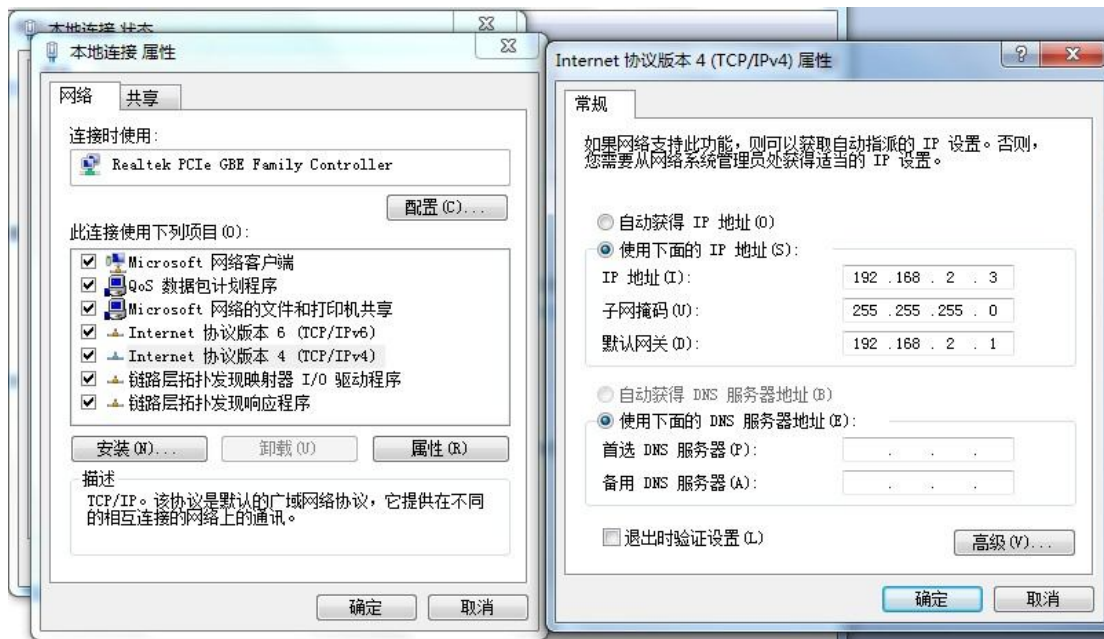 本地连接 状态
本地连接 属性
网络
共享
连接时使用:
Realtek PCIe GBE Family Controller
配置(C)...
此连接使用下列项目(O):
Microsoft 网络客户端
QoS 数据包计划程序
Microsoft 网络的文件和打印机共享
Internet 协议版本 6 (TCP/IPv6)
Internet 协议版本 4 (TCP/IPv4)
链路层拓扑发现映射器 I/O 驱动程序
链路层拓扑发现响应程序
安装(N)...
卸载(U)
属性(R)
描述
TCP/IP。该协议是默认的广域网络协议，它提供在不同
的相互连接的网络上的通讯。
确定
取消
Internet 协议版本 4 (TCP/IPv4) 属性
常规
如果网络支持此功能，则可以获取自动指派的 IP 设置。否则，
您需要从网络系统管理员处获得适当的 IP 设置。
自动获得 IP 地址(O)
使用下面的 IP 地址(S):
IP 地址(I): 192 .168 . 2 . 3
子网掩码(U): 255 .255 .255 . 0
默认网关(D): 192 .168 . 2 . 1
自动获得 DNS 服务器地址(B)
使用下面的 DNS 服务器地址(E):
首选 DNS 服务器(P): . . .
备用 DNS 服务器(A): . . .
退出时验证设置(L)
高级(V)...
确定
取消